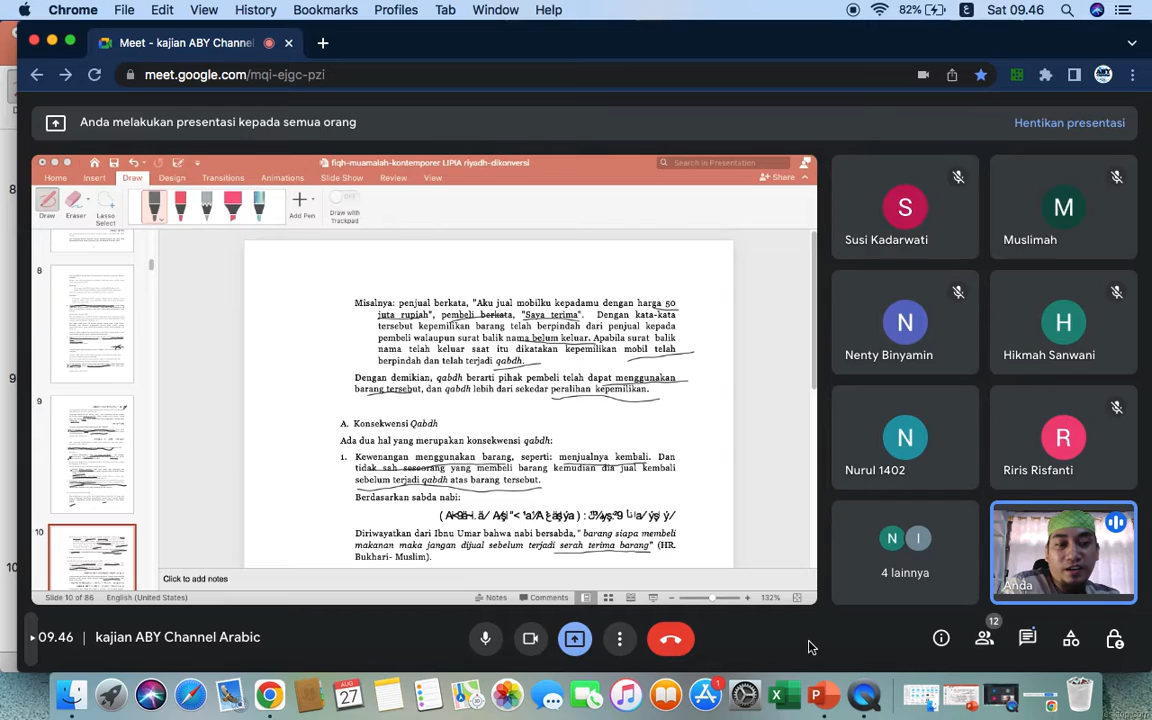 Chrome File Edit View History Bookmarks Profiles Tab Window Help
82% Sat 09.46
Meet - kajian ABY Channel
meet.google.com/mqi-ejgc-pzi
Anda melakukan presentasi kepada semua orang
Hentikan presentasi
fiqh-muamalah-kontemporer LIPIA riyadh-dikonversi
Search in Presentation
Home Insert Draw Design Transitions Animations Slide Show Review View
Share
Draw Eraser Lasso Select Add Pen Draw with Trackpad
8
9
10
Misalnya: penjual berkata, "Aku jual mobilku kepadamu dengan harga 50
juta rupiah", pembeli berkata, "Saya terima". Dengan kata-kata
tersebut kepemilikan barang telah berpindah dari penjual kepada
pembeli walaupun surat balik nama belum keluar. Apabila surat balik
nama telah keluar saat itu dikatakan kepemilikan mobil telah
berpindah dan telah terjadi qabdh.
Dengan demikian, qabdh berarti pihak pembeli telah dapat menggunakan
barang tersebut, dan qabdh lebih dari sekedar peralihan kepemilikan.
A. Konsekwensi Qabdh
Ada dua hal yang merupakan konsekwensi qabdh:
1. Kewenangan menggunakan barang, seperti: menjualnya kembali. Dan
tidak sah seseorang yang membeli barang kemudian dia jual kembali
sebelum terjadi qabdh atas barang tersebut.
Berdasarkan sabda nabi:
Diriwayatkan dari Ibnu Umar bahwa nabi bersabda," barang siapa membeli
makanan maka jangan dijual sebelum terjadi serah terima barang" (HR.
Bukhari- Muslim).
Click to add notes
Slide 10 of 86 English (United States)
Notes Comments 132%
Susi Kadarwati
Muslimah
Nenty Binyamin
Hikmah Sanwani
Nurul 1402
Riris Risfanti
4 lainnya
Anda
S
M
N
H
N
R
N I
09.46 kajian ABY Channel Arabic
12
AUG
27
1